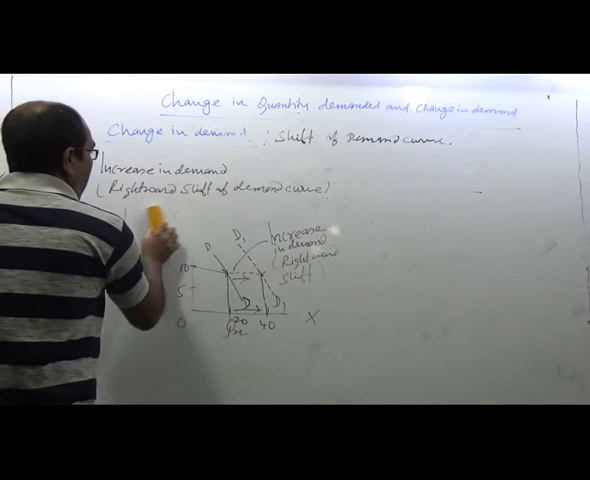 Change in Quantity demanded and Change in demand
Change in demand : Shift of Demand curve.
Increase in demand
(Rightward Shift of demand curve)
D D1
Increase
in demand
(Rightward
Shift)
10
5
D D1
0 20 40 X